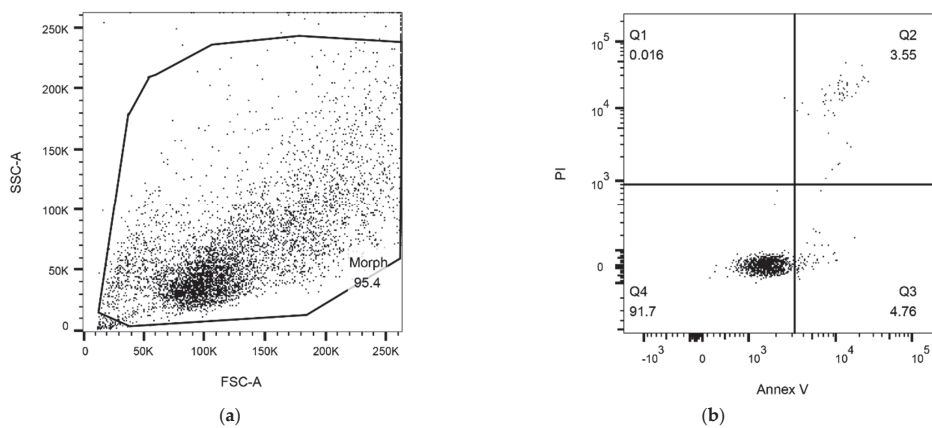 250K
200K
150K
100K
50K
0
SSC-A
Morph
95.4
0
50K
100K
150K
200K
250K
FSC-A
(a)
Q1
0.016
Q2
3.55
10^5
10^4
10^3
0
PI
Q4
91.7
Q3
4.76
-10^3
0
10^3
10^4
10^5
Annex V
(b)